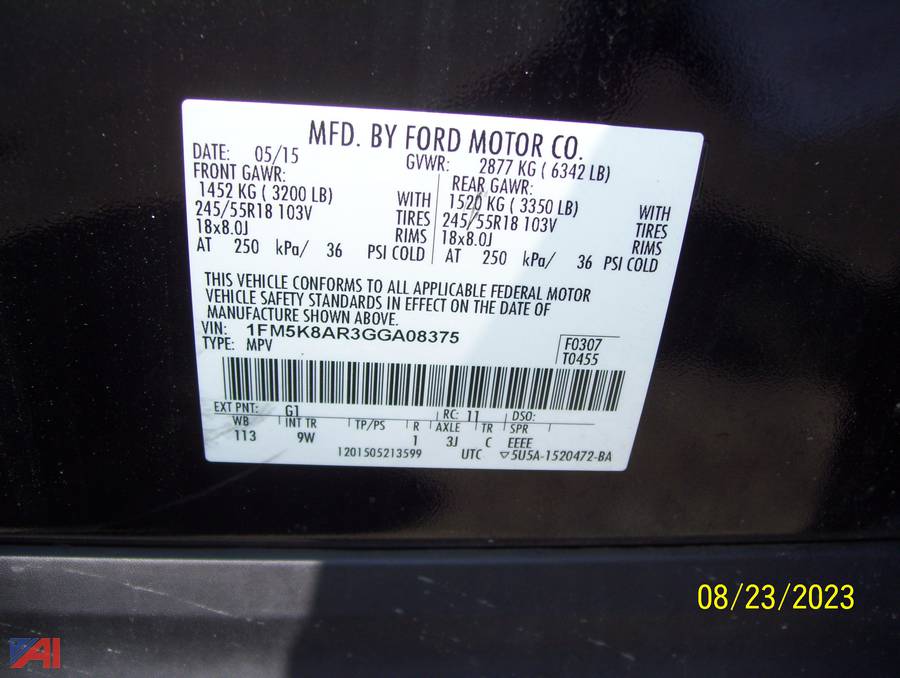 MFD. BY FORD MOTOR CO.
DATE: 05/15 GVWR: 2877 KG ( 6342 LB)
FRONT GAWR: REAR GAWR:
1452 KG ( 3200 LB) WITH 1520 KG ( 3350 LB) WITH
245/55R18 103V TIRES 245/55R18 103V TIRES
18x8.0J RIMS 18x8.0J RIMS
AT 250 kPa/ 36 PSI COLD AT 250 kPa/ 36 PSI COLD
THIS VEHICLE CONFORMS TO ALL APPLICABLE FEDERAL MOTOR
VEHICLE SAFETY STANDARDS IN EFFECT ON THE DATE OF
MANUFACTURE SHOWN ABOVE.
VIN: 1FM5K8AR3GGA08375
TYPE: MPV
F0307
T0455
EXT PNT: G1 RC: 11 DSO:
WB INT TR TP/PS R AXLE TR SPR
113 9W 1 3J C EEEE
1201505213599 UTC ▽5U5A-1520472-BA
08/23/2023
AI